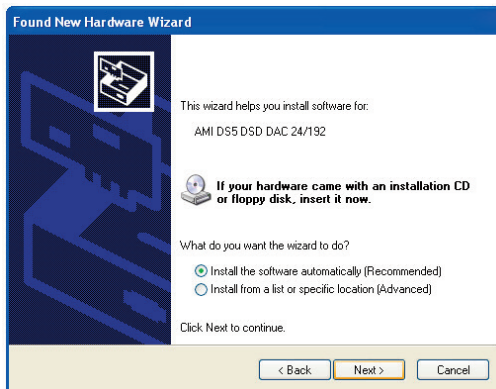 Found New Hardware Wizard
This wizard helps you install software for:
AMI DS5 DSD DAC 24/192
If your hardware came with an installation CD
or floppy disk, insert it now.
What do you want the wizard to do?
Install the software automatically (Recommended)
Install from a list or specific location (Advanced)
Click Next to continue.
< Back Next > Cancel